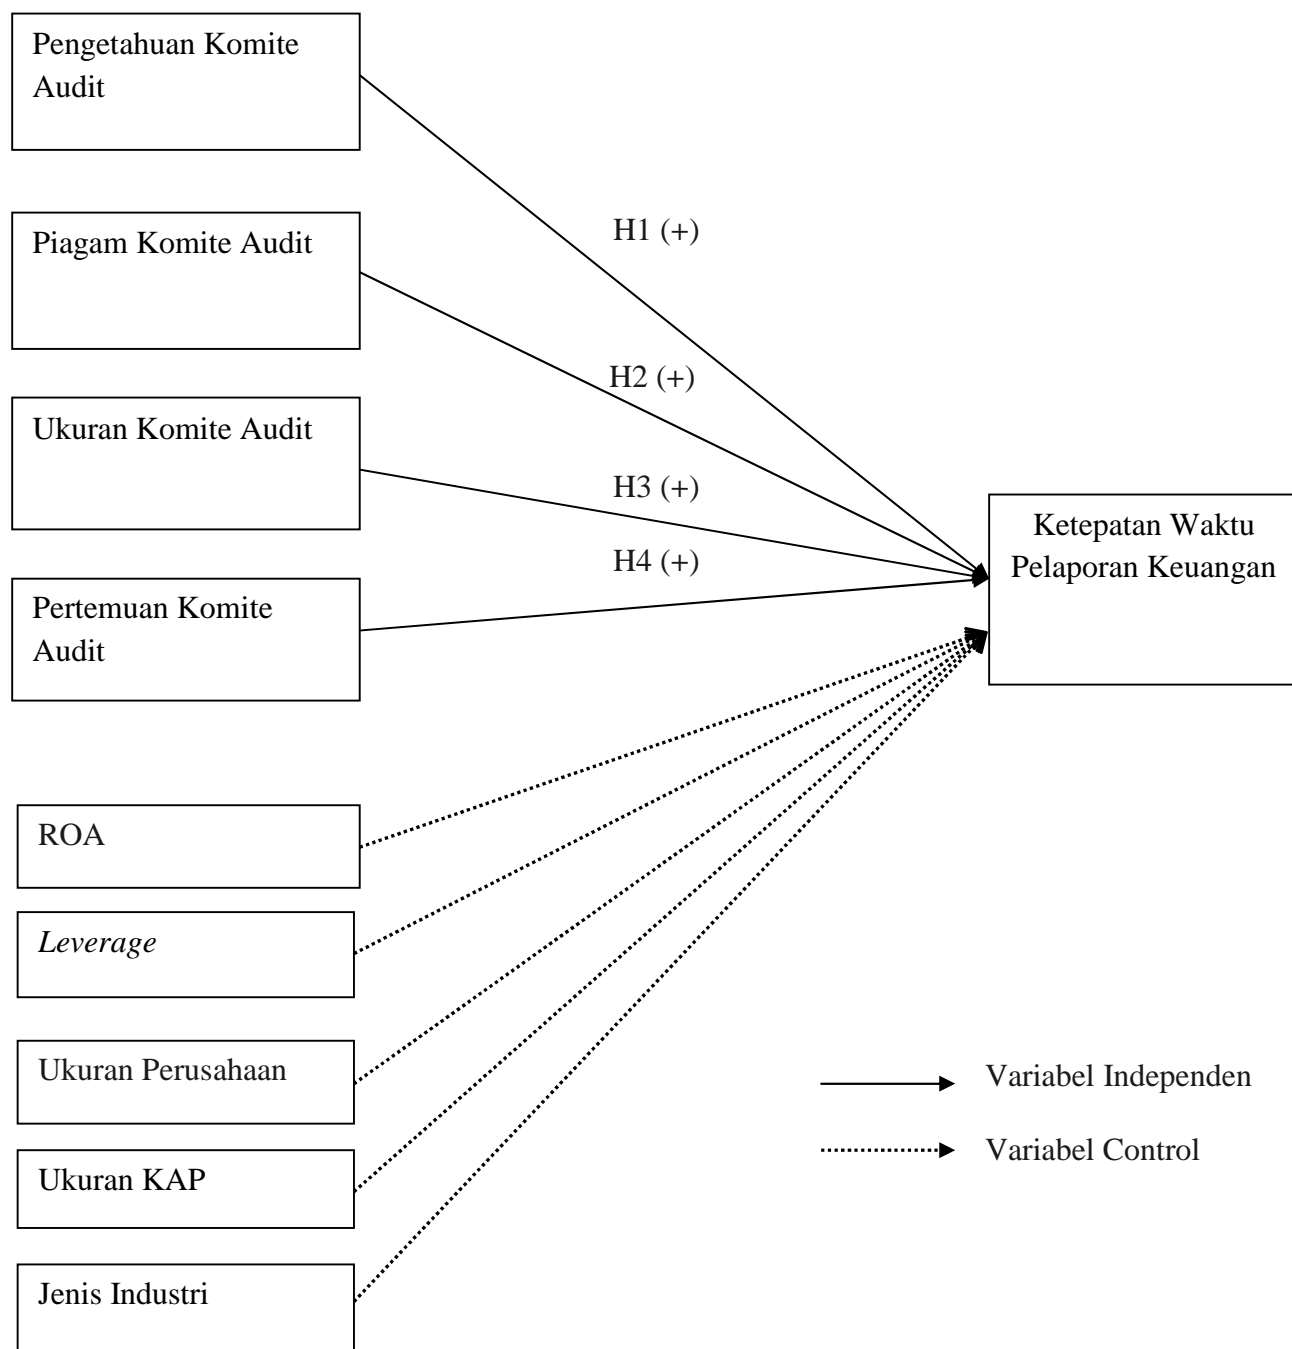 Pengetahuan Komite
Audit
H1 (+)
Piagam Komite Audit
H2 (+)
Ukuran Komite Audit
H3 (+)
Ketepatan Waktu
Pelaporan Keuangan
H4 (+)
Pertemuan Komite
Audit
ROA
Leverage
Ukuran Perusahaan
Variabel Independen
Variabel Control
Ukuran KAP
Jenis Industri